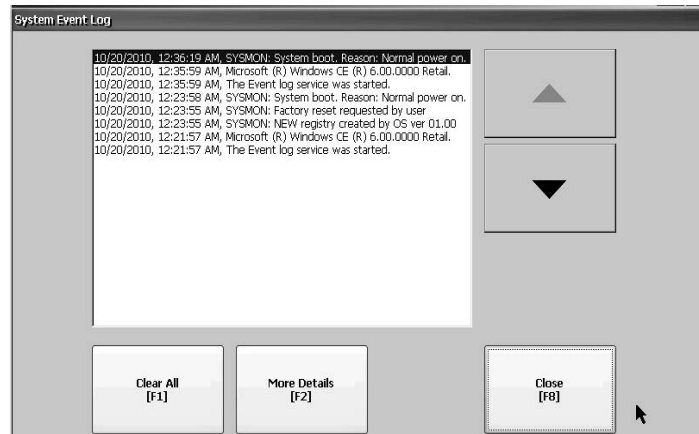 System Event Log
10/20/2010, 12:36:19 AM, SYSMON: System boot. Reason: Normal power on.
10/20/2010, 12:35:59 AM, Microsoft (R) Windows CE (R) 6.00.0000 Retail.
10/20/2010, 12:35:59 AM, The Event log service was started.
10/20/2010, 12:23:58 AM, SYSMON: System boot. Reason: Normal power on.
10/20/2010, 12:23:55 AM, SYSMON: Factory reset requested by user
10/20/2010, 12:23:55 AM, SYSMON: NEW registry created by OS ver 01.00
10/20/2010, 12:21:57 AM, Microsoft (R) Windows CE (R) 6.00.0000 Retail.
10/20/2010, 12:21:57 AM, The Event log service was started.
Clear All
[F1]
More Details
[F2]
Close
[F8]